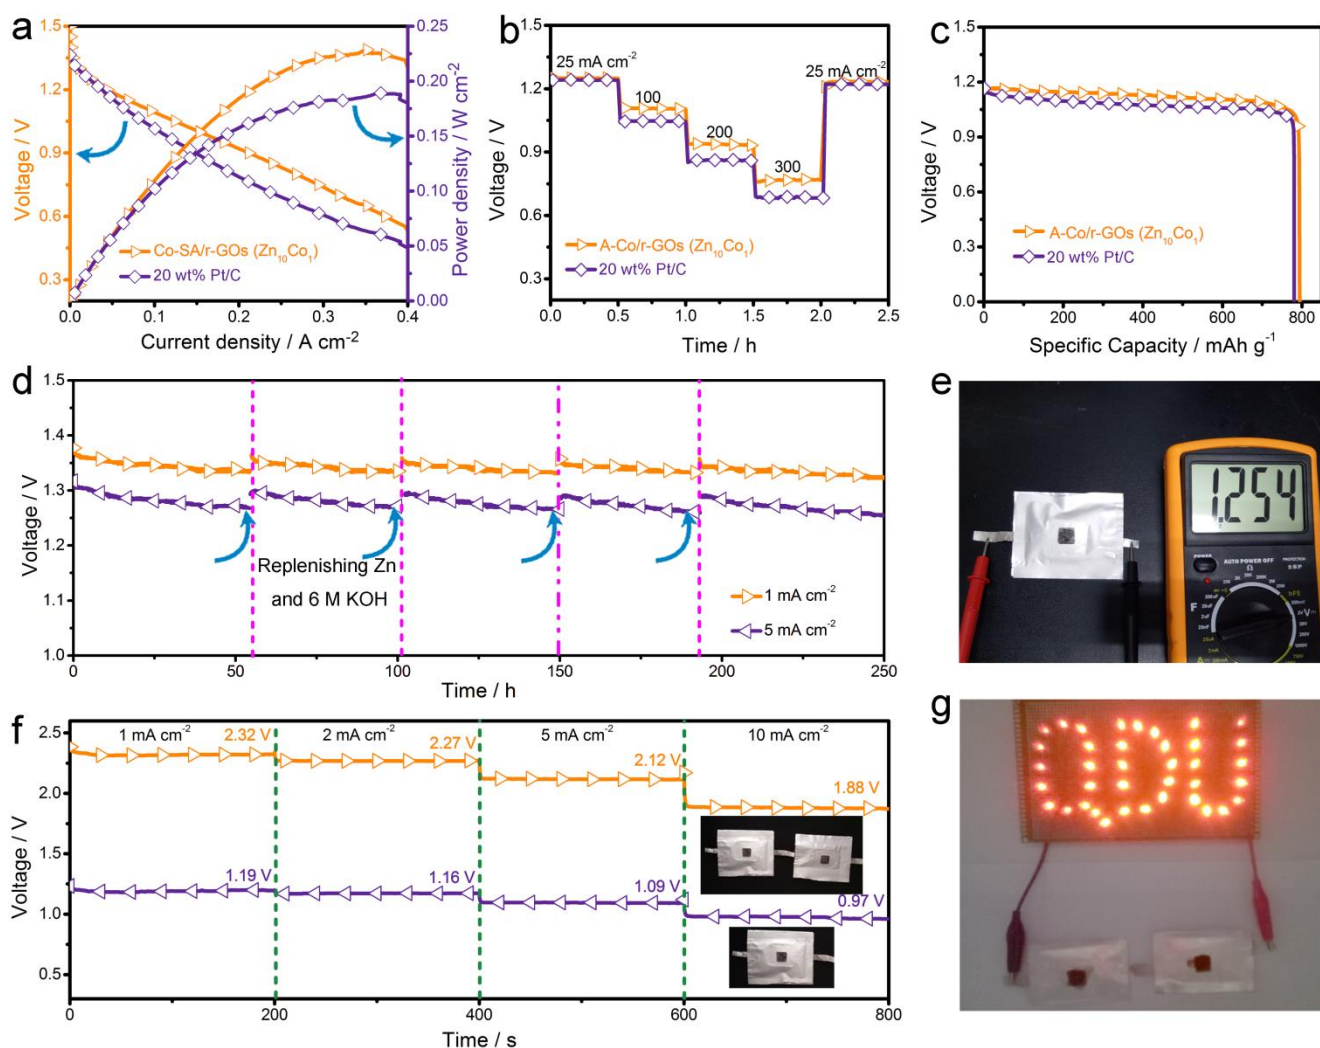 a
1.5
1.2
0.9
0.6
0.3
Voltage / V
0.25
0.20
0.15
0.10
0.05
0.00
Power density / W cm⁻²
Co-SA/r-GOs (Zn₁₀Co₁)
20 wt% Pt/C
0.0 0.1 0.2 0.3 0.4
Current density / A cm⁻²
b
1.5
1.2
0.9
0.6
0.3
Voltage / V
25 mA cm⁻²
100
200
300
25 mA cm⁻²
A-Co/r-GOs (Zn₁₀Co₁)
20 wt% Pt/C
0.0 0.5 1.0 1.5 2.0 2.5
Time / h
c
1.5
1.2
0.9
0.6
0.3
0.0
Voltage / V
A-Co/r-GOs (Zn₁₀Co₁)
20 wt% Pt/C
0 200 400 600 800
Specific Capacity / mAh g⁻¹
d
1.5
1.4
1.3
1.2
1.1
1.0
Voltage / V
Replenishing Zn
and 6 M KOH
1 mA cm⁻²
5 mA cm⁻²
0 50 100 150 200 250
Time / h
e
1.254
POWER
AUTO POWER OFF
hFE
F
V
f
2.5
2.0
1.5
1.0
0.5
Voltage / V
1 mA cm⁻² 2 mA cm⁻² 5 mA cm⁻² 10 mA cm⁻²
2.32 V 2.27 V 2.12 V 1.88 V
1.19 V 1.16 V 1.09 V 0.97 V
0 200 400 600 800
Time / s
g
QDU